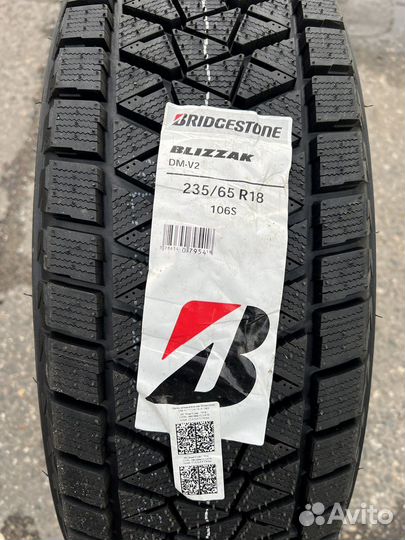 BRIDGESTONE
BLIZZAK
DM-V2
235/65 R18
106S
Avito